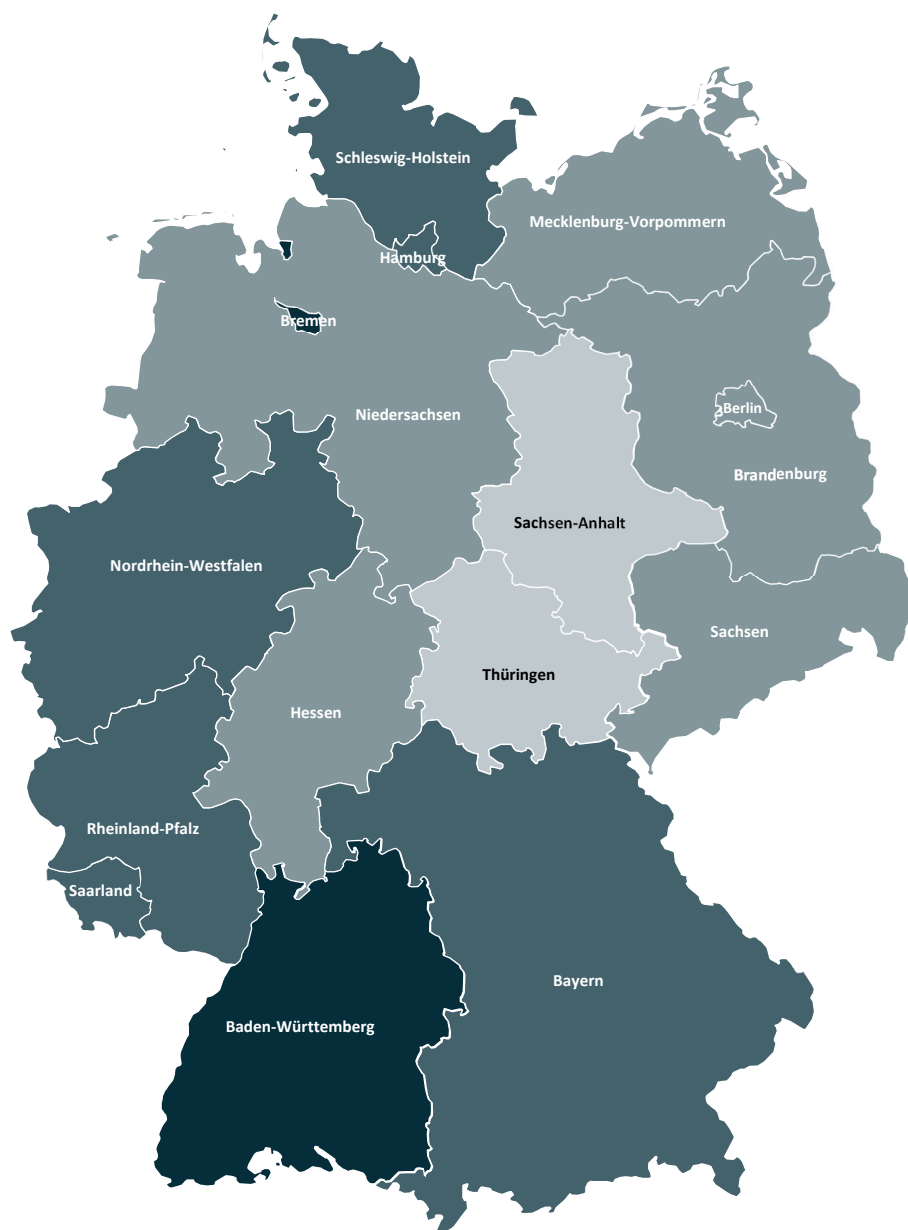 Schleswig-Holstein
Mecklenburg-Vorpommern
Hamburg
Bremen
Berlin
Niedersachsen
Brandenburg
Sachsen-Anhalt
Nordrhein-Westfalen
Sachsen
Thüringen
Hessen
Rheinland-Pfalz
Saarland
Bayern
Baden-Württemberg